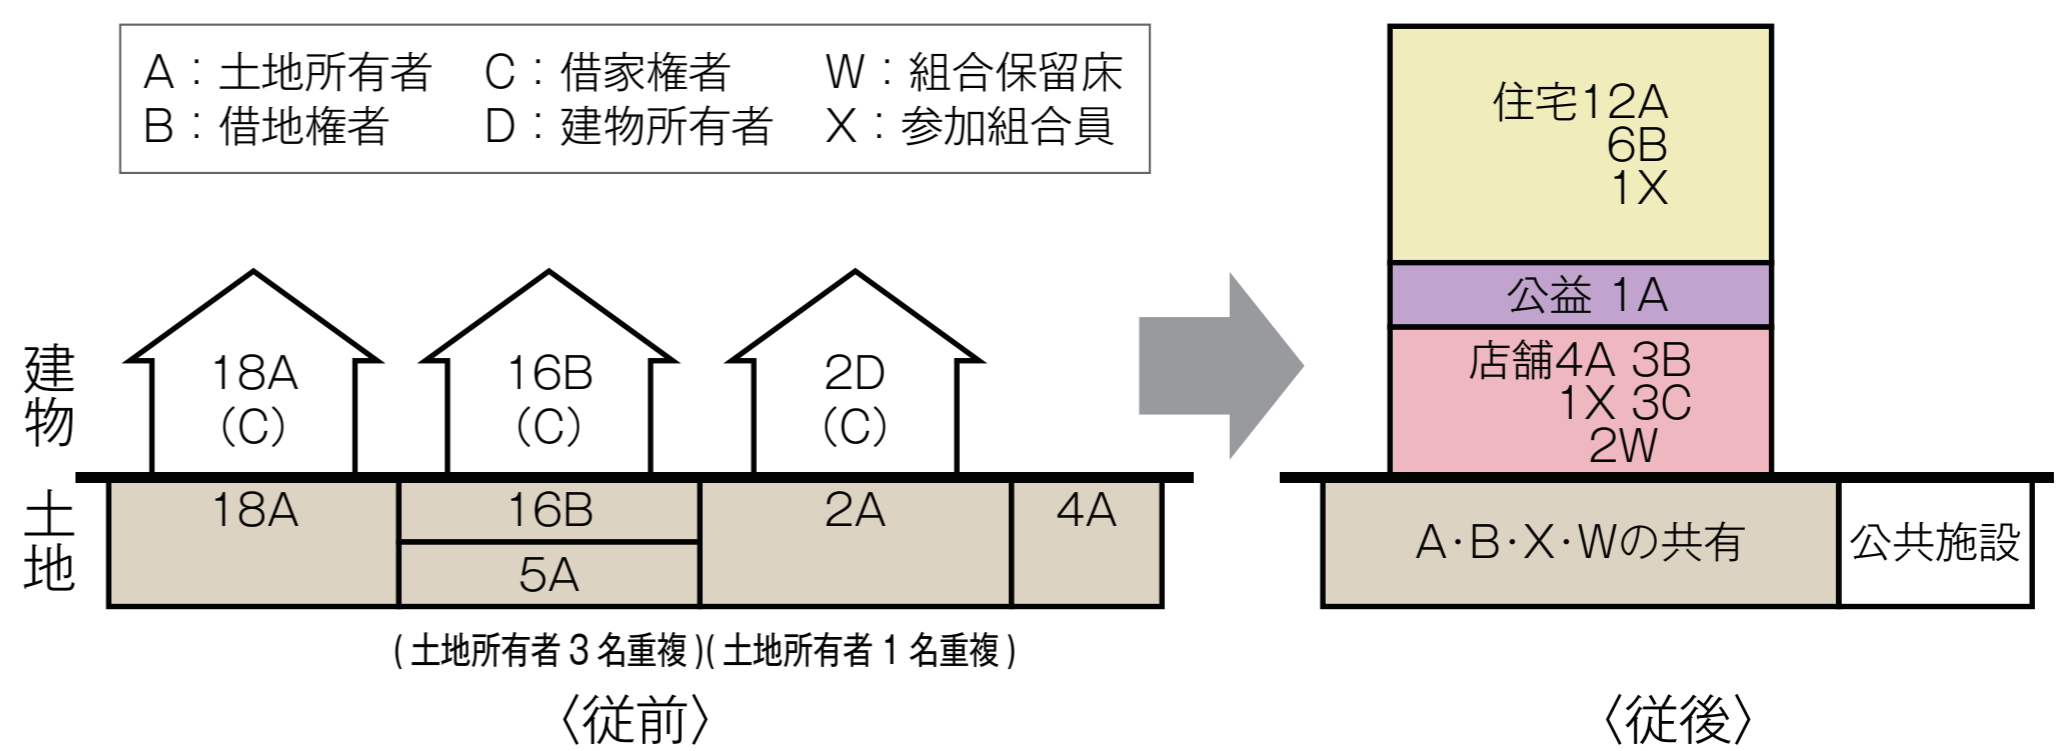 A：土地所有者　C：借家権者　W：組合保留床
B：借地権者　D：建物所有者　X：参加組合員
建物
18A
(C)
16B
(C)
2D
(C)
土地
18A
16B
5A
2A
4A
(土地所有者3名重複)(土地所有者1名重複)
〈従前〉
住宅12A
6B
1X
公益 1A
店舗4A 3B
1X 3C
2W
A・B・X・Wの共有
公共施設
〈従後〉